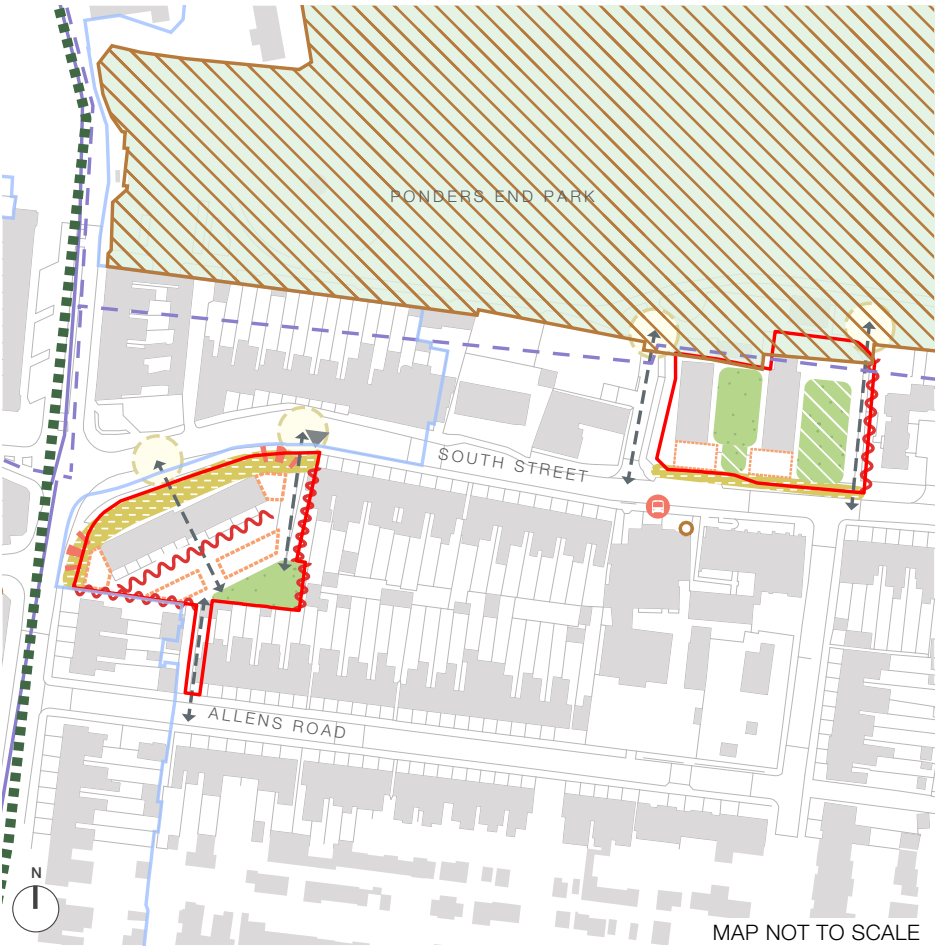 PONDERS END PARK
SOUTH STREET
ALLENS ROAD
N
MAP NOT TO SCALE